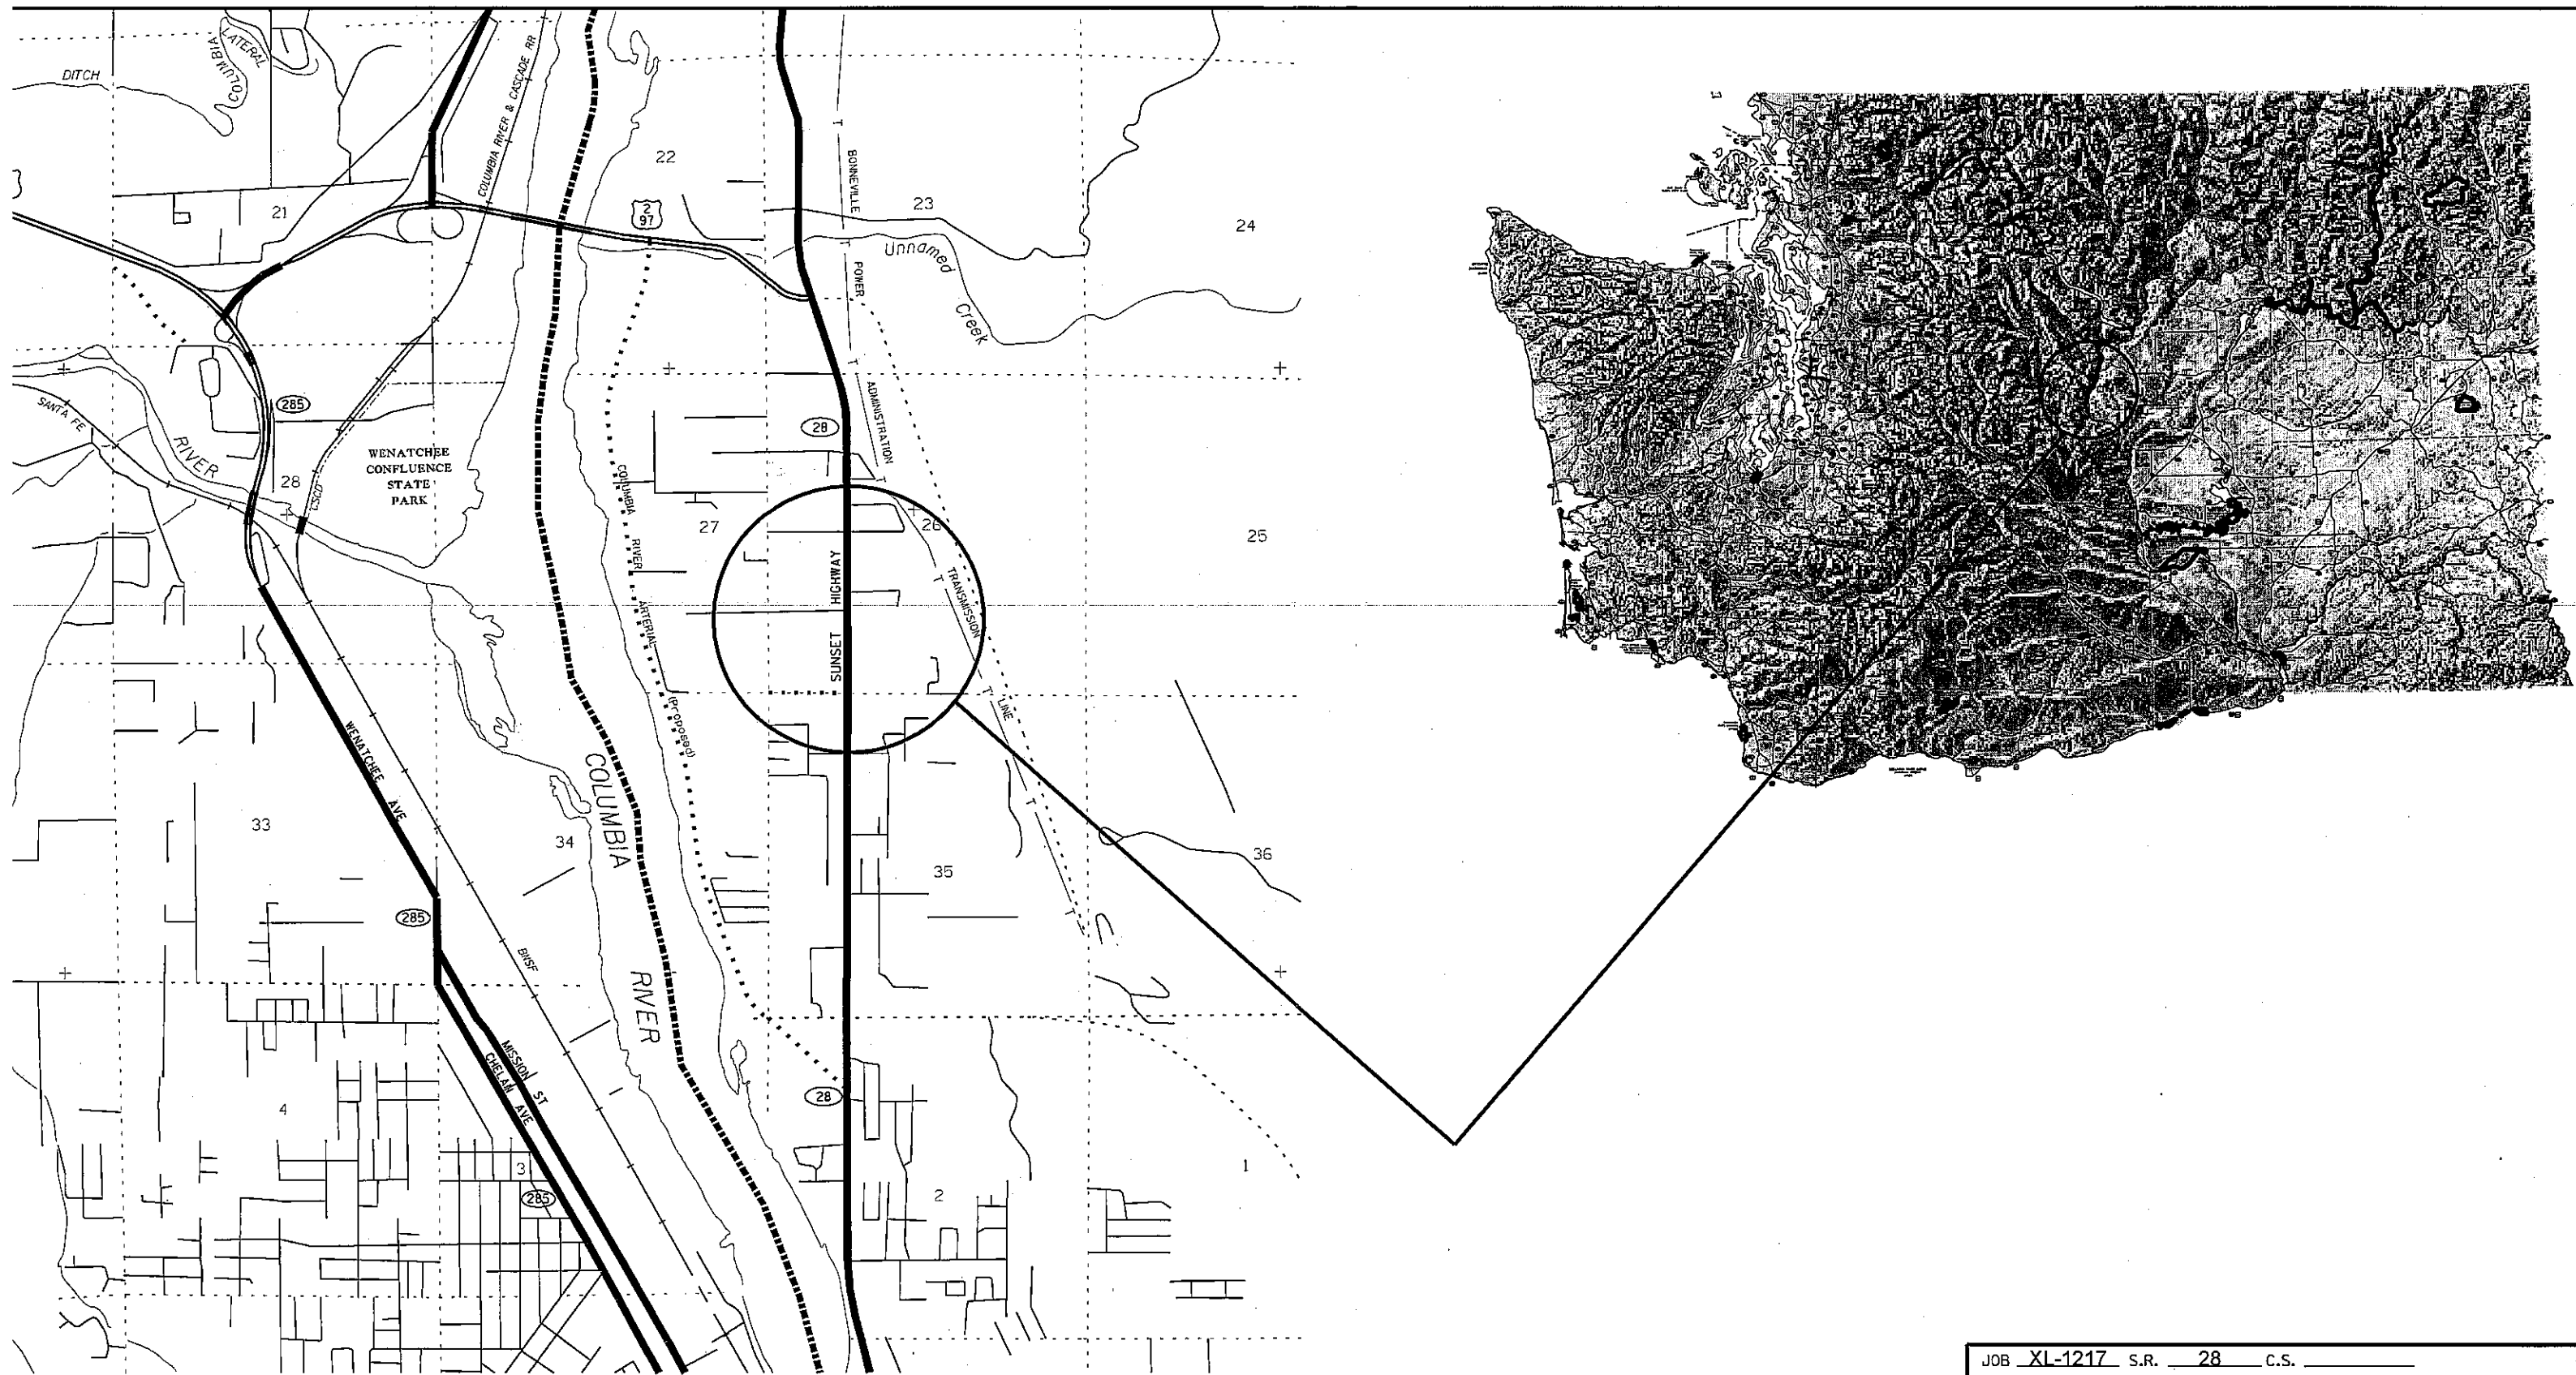 DITCH
LATERAL
COLUMBIA
COLUMBIA RIVER & CASCADE RR
22
21
2
97
BONNEVILLE
POWER
ADMINISTRATION
TRANSMISSION
LINE
T
T
T
T
T
T
T
T
T
T
23
24
Unnamed
Creek
SANTA FE
RIVER
285
28
CSCD
WENATCHEE
CONFLUENCE
STATE
PARK
28
COLUMBIA
RIVER
ARTERIAL
(Proposed)
27
26
25
SUNSET HIGHWAY
WENATCHEE AVE
33
34
COLUMBIA
RIVER
35
36
285
BNSF
MISSION ST
CHELAN AVE
28
4
3
285
2
1
JOB XL-1217 S.R. 28 C.S.